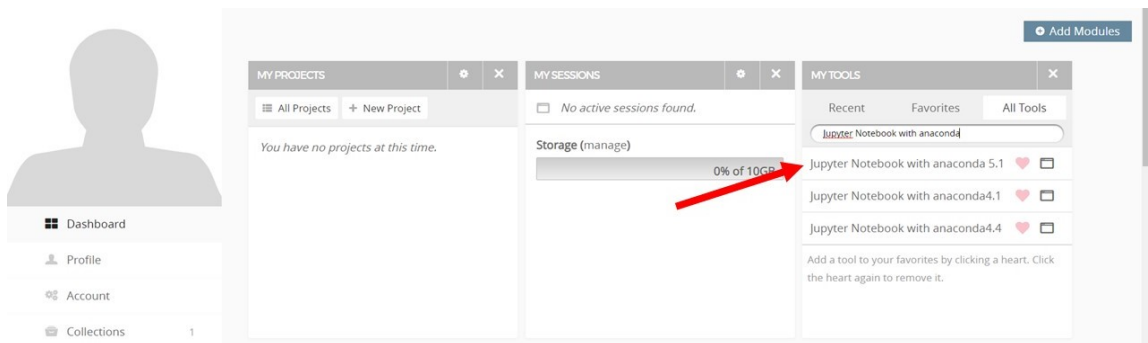 Add Modules
Dashboard
Profile
Account
Collections 1
MY PROJECTS
All Projects + New Project
You have no projects at this time.
MY SESSIONS
No active sessions found.
Storage (manage)
0% of 10GB
MY TOOLS
Recent Favorites All Tools
Jupyter Notebook with anaconda
Jupyter Notebook with anaconda 5.1
Jupyter Notebook with anaconda4.1
Jupyter Notebook with anaconda4.4
Add a tool to your favorites by clicking a heart. Click
the heart again to remove it.